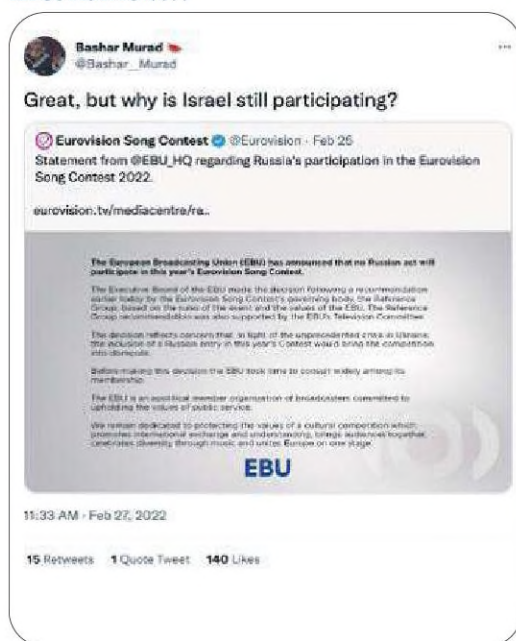 Bashar Murad
@Bashar__Murad
Great, but why is Israel still participating?
Eurovision Song Contest @Eurovision · Feb 25
Statement from @EBU_HQ regarding Russia's participation in the Eurovision
Song Contest 2022.
eurovision.tv/mediacentre/ra..
The European Broadcasting Union (EBU) has announced that no Russian act will
participate in this year's Eurovision Song Contest.
The Executive Board of the EBU made the decision following a recommendation
earlier today by the Eurovision Song Contest's governing body, the Reference
Group, based on the rules of the event and the values of the EBU. The Reference
Group recommendation was also supported by the EBU's Television Committee.
The decision reflects concern that, in light of the unprecedented crisis in Ukraine,
the inclusion of a Russian entry in this year's Contest would bring the competition
into disrepute.
Before making this decision the EBU took time to consult widely among its
membership.
The EBU is an apolitical member organisation of broadcasters committed to
upholding the values of public service.
We remain dedicated to protecting the values of a cultural competition which
promotes international exchange and understanding, brings audiences together,
celebrates diversity through music and unites Europe on one stage.
EBU
11:33 AM · Feb 27, 2022
15 Retweets 1 Quote Tweet 140 Likes